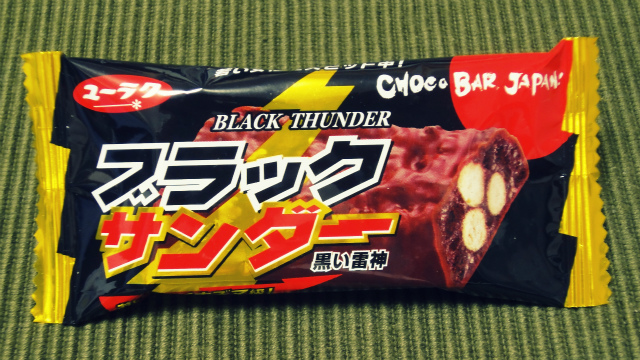 ユーラク
CHOCO BAR, JAPAN!
BLACK THUNDER
ブラック
サンダー
黒い雷神